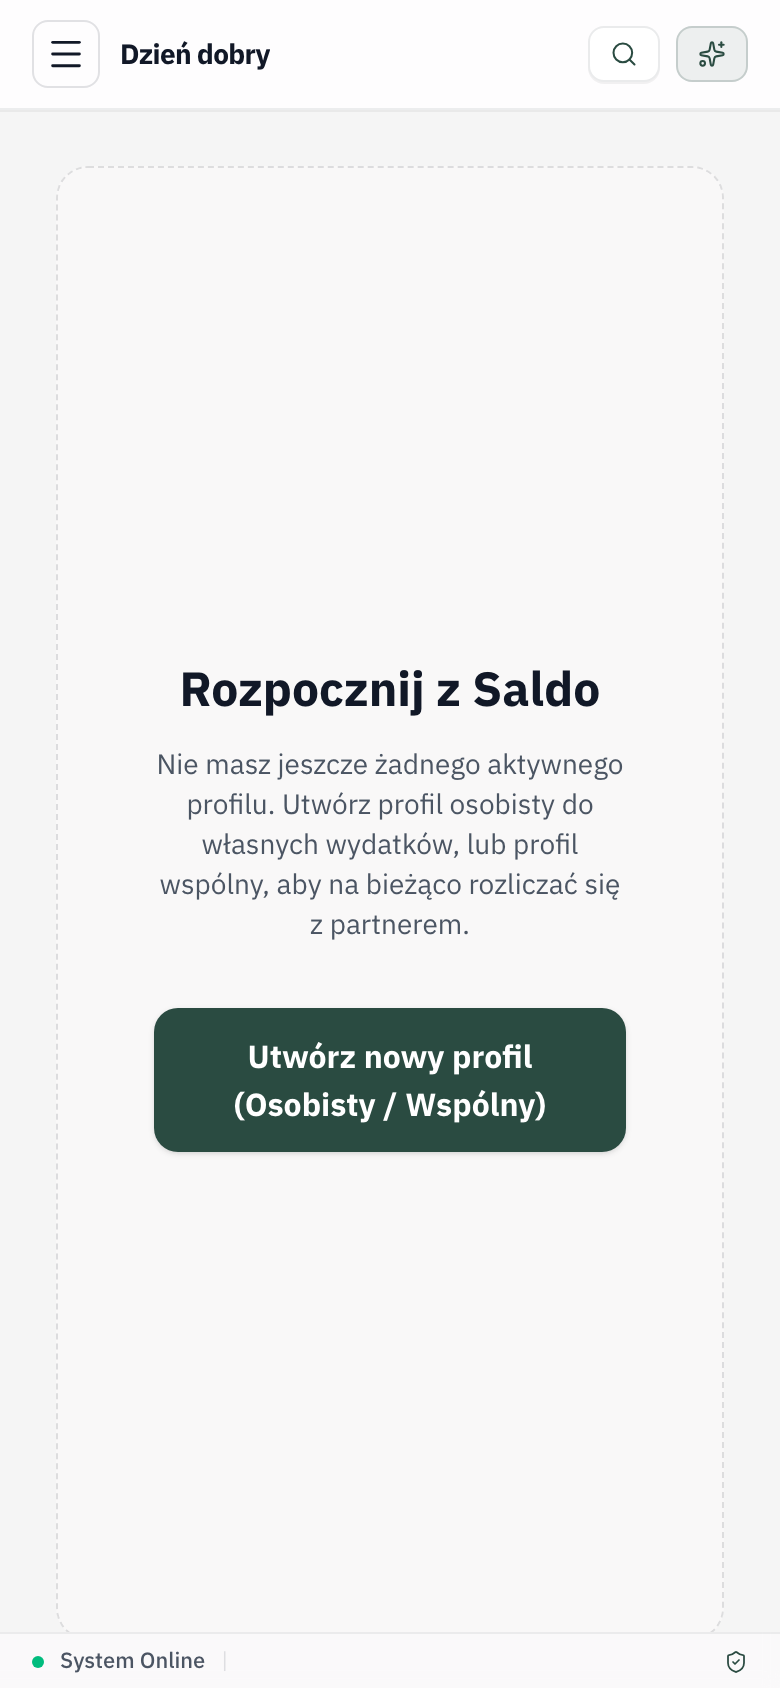 Dzień dobry
Rozpocznij z Saldo
Nie masz jeszcze żadnego aktywnego
profilu. Utwórz profil osobisty do
własnych wydatków, lub profil
wspólny, aby na bieżąco rozliczać się
z partnerem.
Utwórz nowy profil
(Osobisty / Wspólny)
System Online